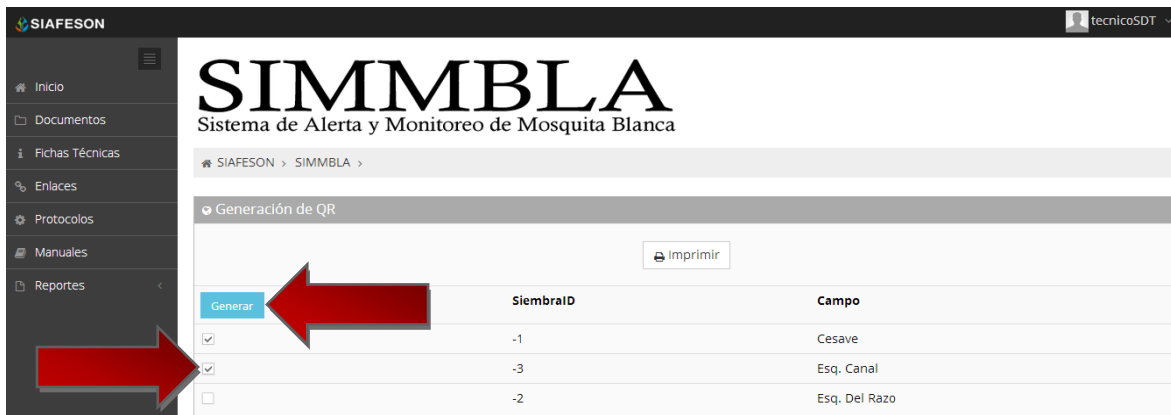 SIAFESON
tecnicoSDT
Inicio
Documentos
Fichas Técnicas
Enlaces
Protocolos
Manuales
Reportes
SIMMBLA
Sistema de Alerta y Monitoreo de Mosquita Blanca
SIAFESON > SIMMBLA >
Generación de QR
Imprimir
Generar SiembraID Campo
-1 Cesave
-3 Esq. Canal
-2 Esq. Del Razo